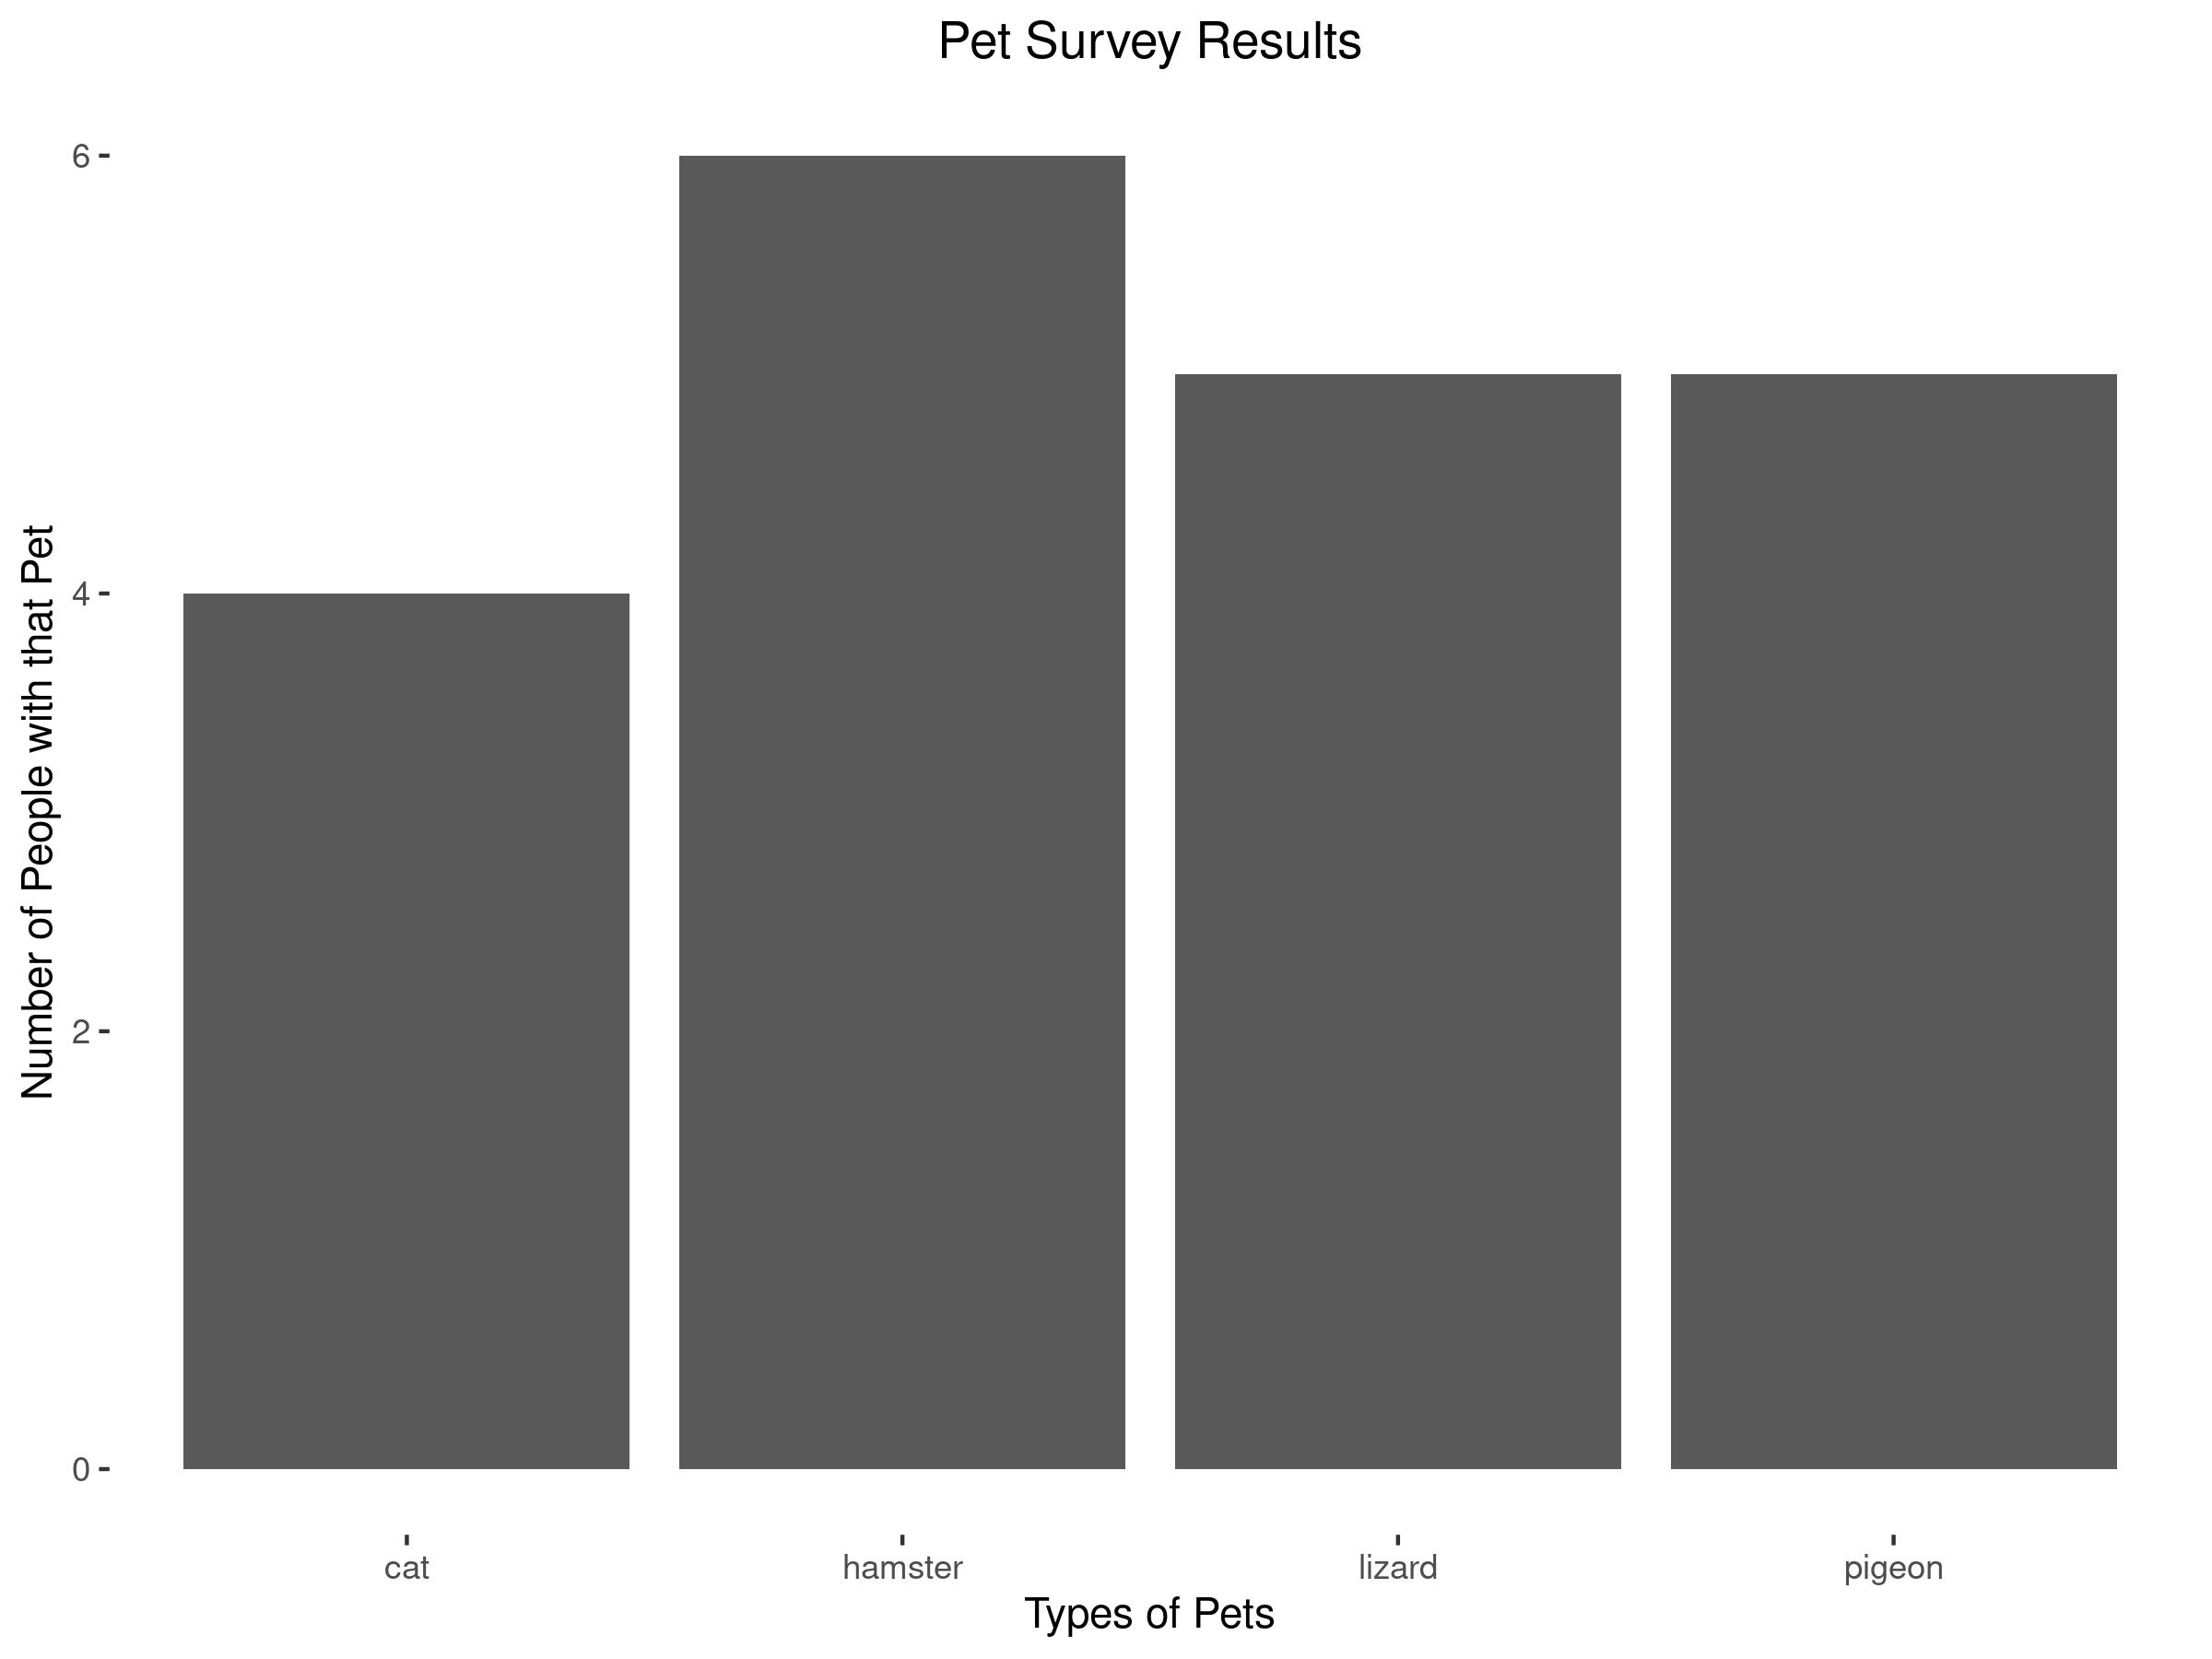 Pet Survey Results
Number of People with that Pet
6
4
2
0
cat hamster lizard pigeon
Types of Pets